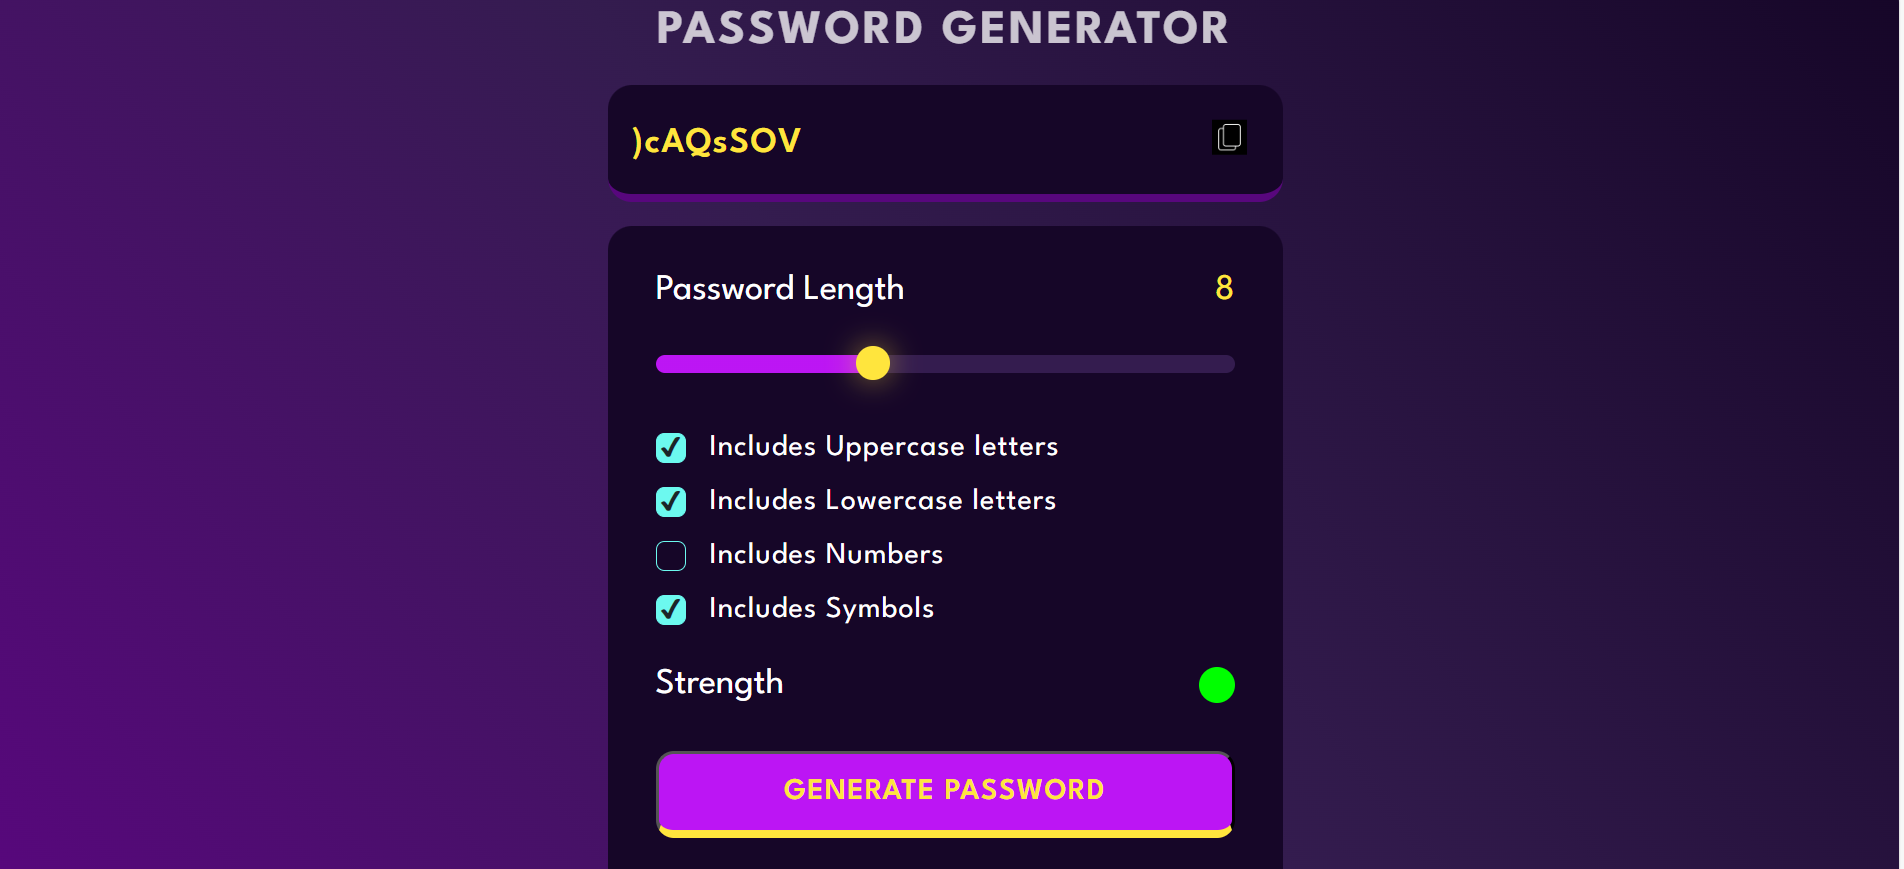 PASSWORD GENERATOR
)cAQsSOV
Password Length 8
Includes Uppercase letters
Includes Lowercase letters
Includes Numbers
Includes Symbols
Strength
GENERATE PASSWORD